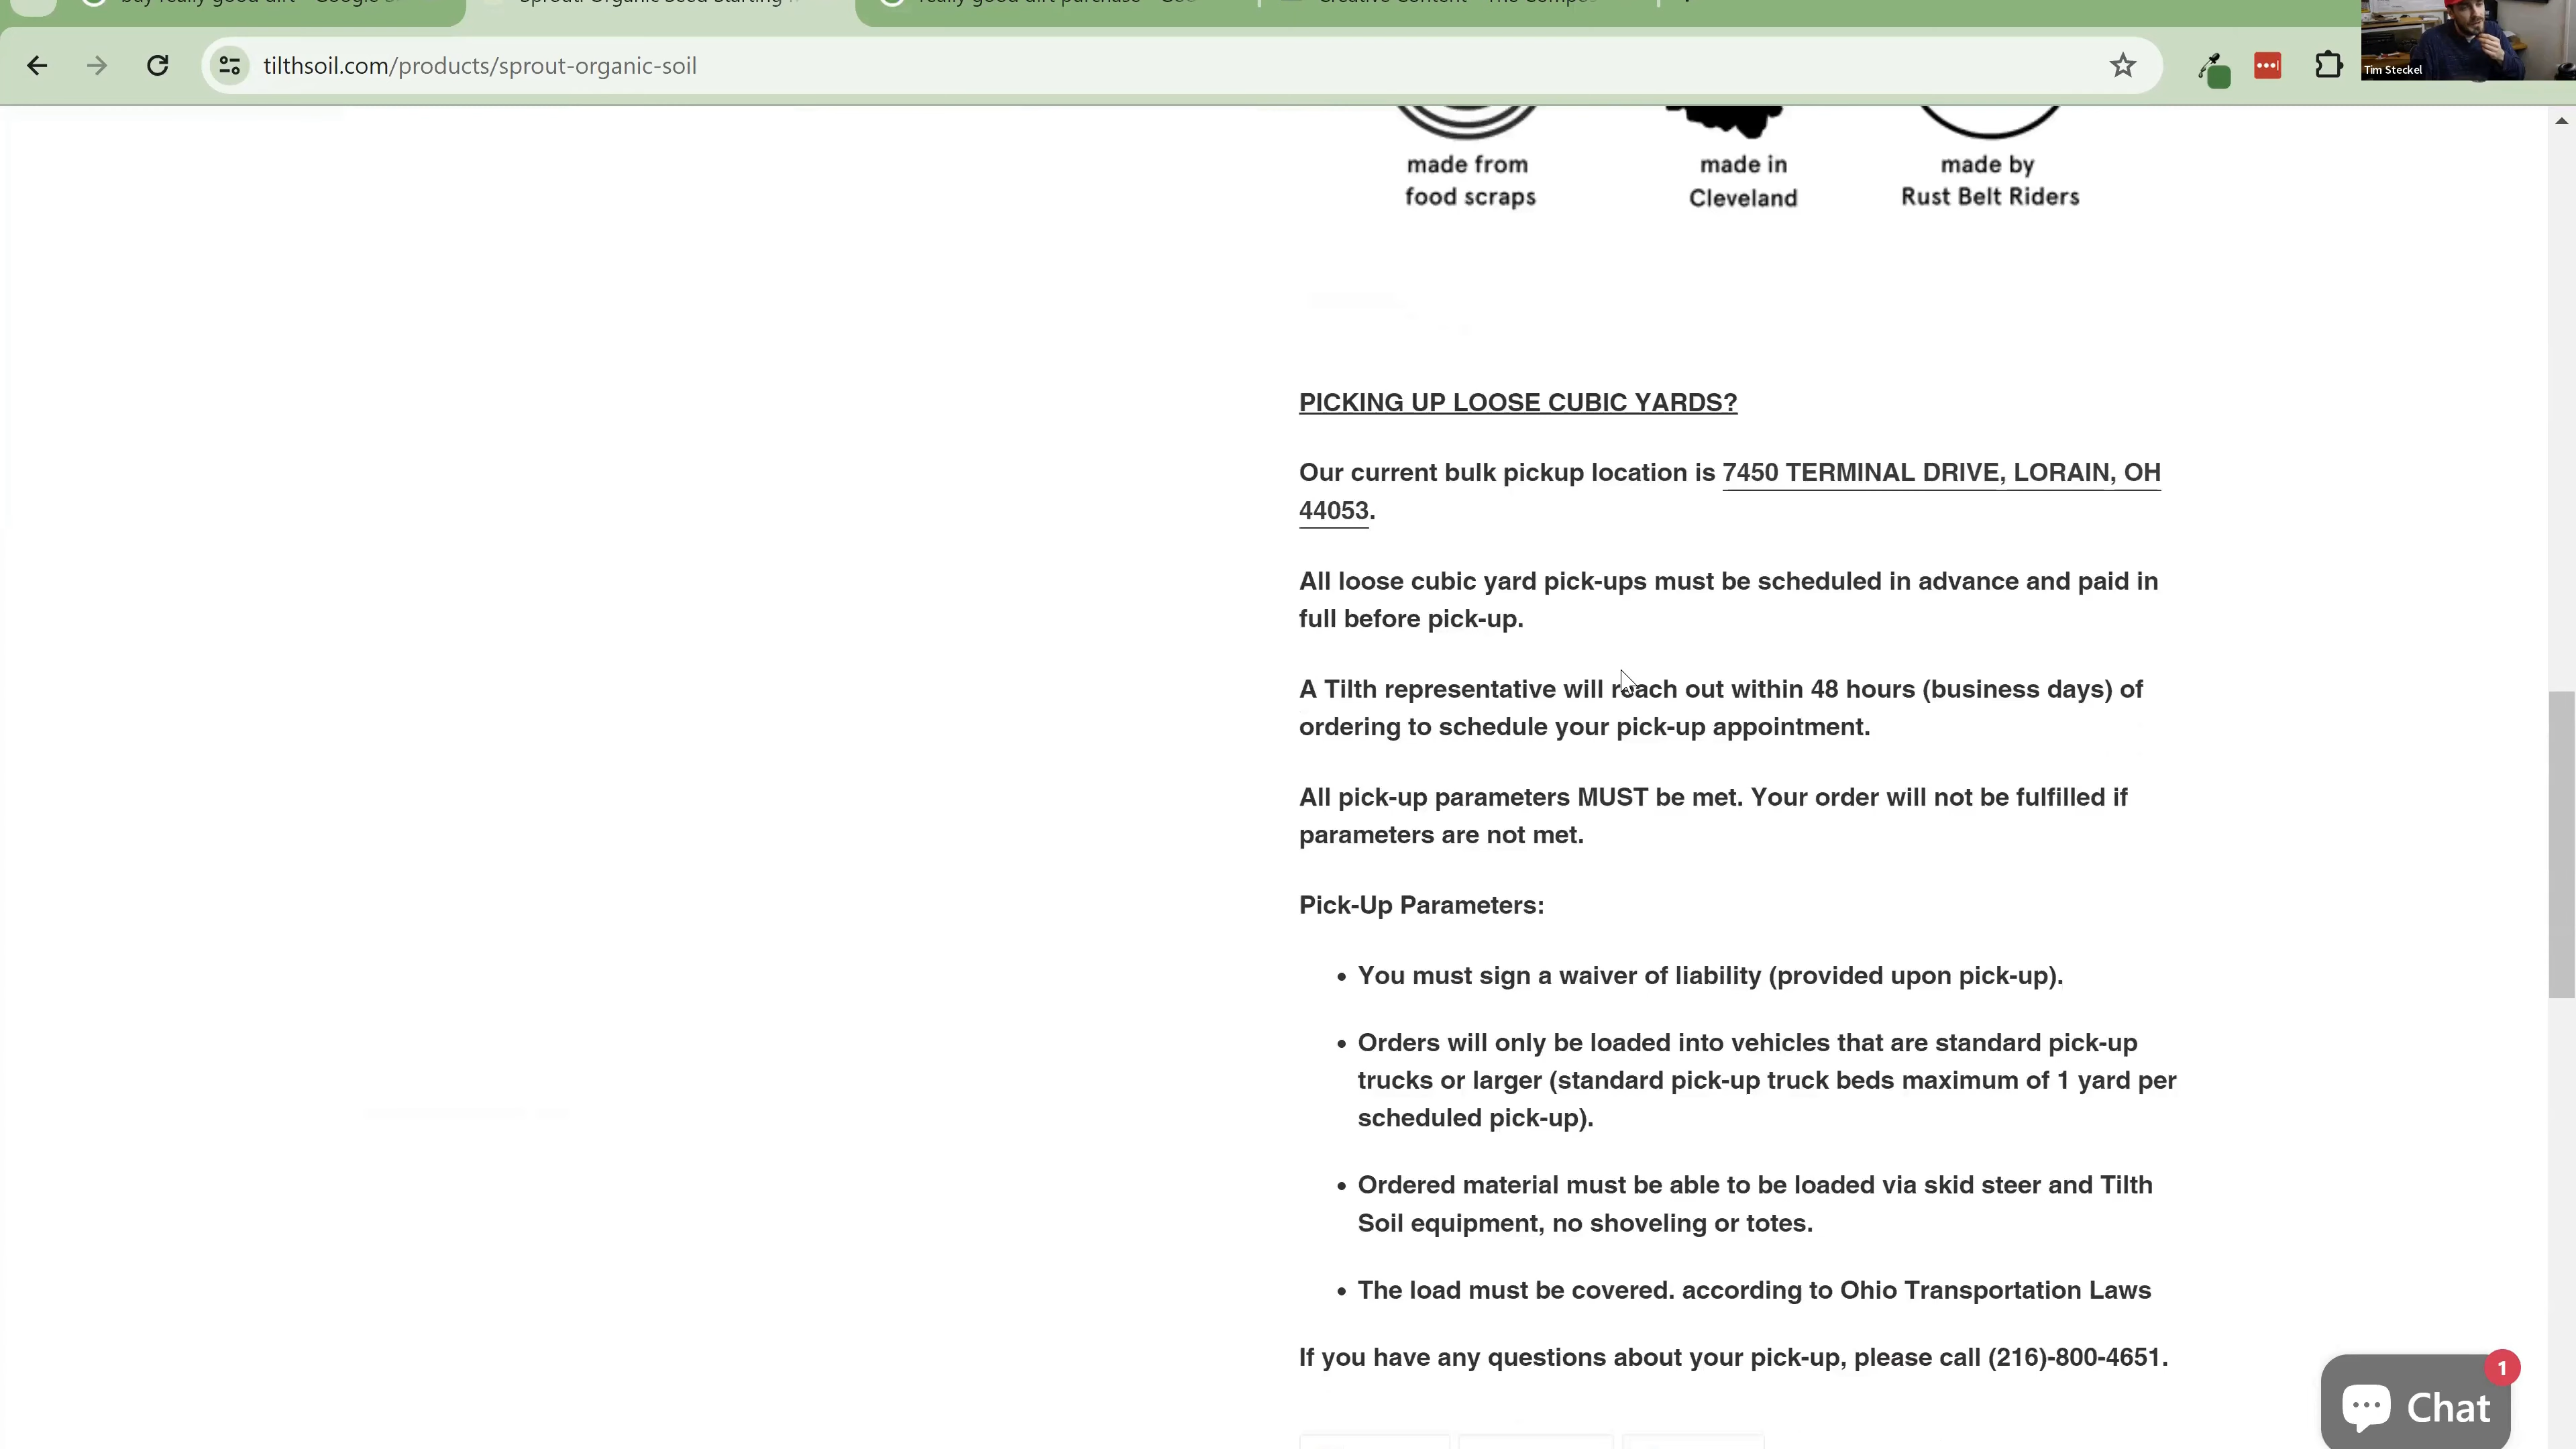 tilthsoil.com/products/sprout-organic-soil
Tim Steckel
made from
food scraps
made in
Cleveland
made by
Rust Belt Riders
PICKING UP LOOSE CUBIC YARDS?
Our current bulk pickup location is 7450 TERMINAL DRIVE, LORAIN, OH
44053.
All loose cubic yard pick-ups must be scheduled in advance and paid in
full before pick-up.
A Tilth representative will reach out within 48 hours (business days) of
ordering to schedule your pick-up appointment.
All pick-up parameters MUST be met. Your order will not be fulfilled if
parameters are not met.
Pick-Up Parameters:
• You must sign a waiver of liability (provided upon pick-up).
• Orders will only be loaded into vehicles that are standard pick-up
trucks or larger (standard pick-up truck beds maximum of 1 yard per
scheduled pick-up).
• Ordered material must be able to be loaded via skid steer and Tilth
Soil equipment, no shoveling or totes.
• The load must be covered. according to Ohio Transportation Laws
If you have any questions about your pick-up, please call (216)-800-4651.
1
Chat